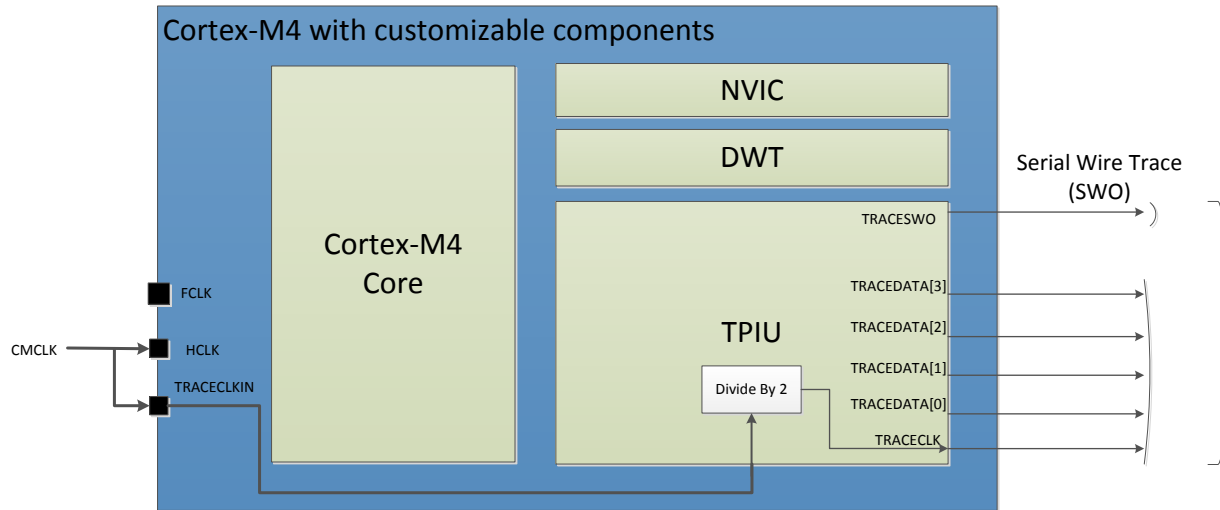 Cortex-M4 with customizable components
NVIC
DWT
Serial Wire Trace
(SWO)
TRACESWO
Cortex-M4
Core
FCLK
TRACEDATA[3]
TPIU
TRACEDATA[2]
CMCLK
HCLK
TRACEDATA[1]
TRACECLKIN
Divide By 2
TRACEDATA[0]
TRACECLK